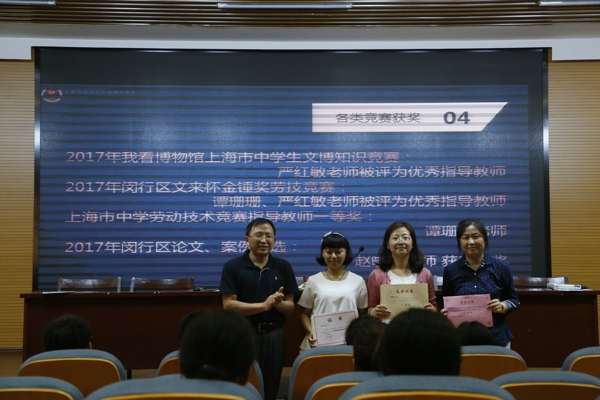 各类竞赛获奖 04
2017年我看博物馆上海市中学生文博知识竞赛：
严红敏老师被评为优秀指导教师
2017年闵行区文来杯金锤奖劳技竞赛：
谭珊珊、严红敏老师被评为优秀指导教师
上海市中学劳动技术竞赛指导教师一等奖：
谭珊 师
2017年闵行区论文、案例 选：
赵 师 获 奖